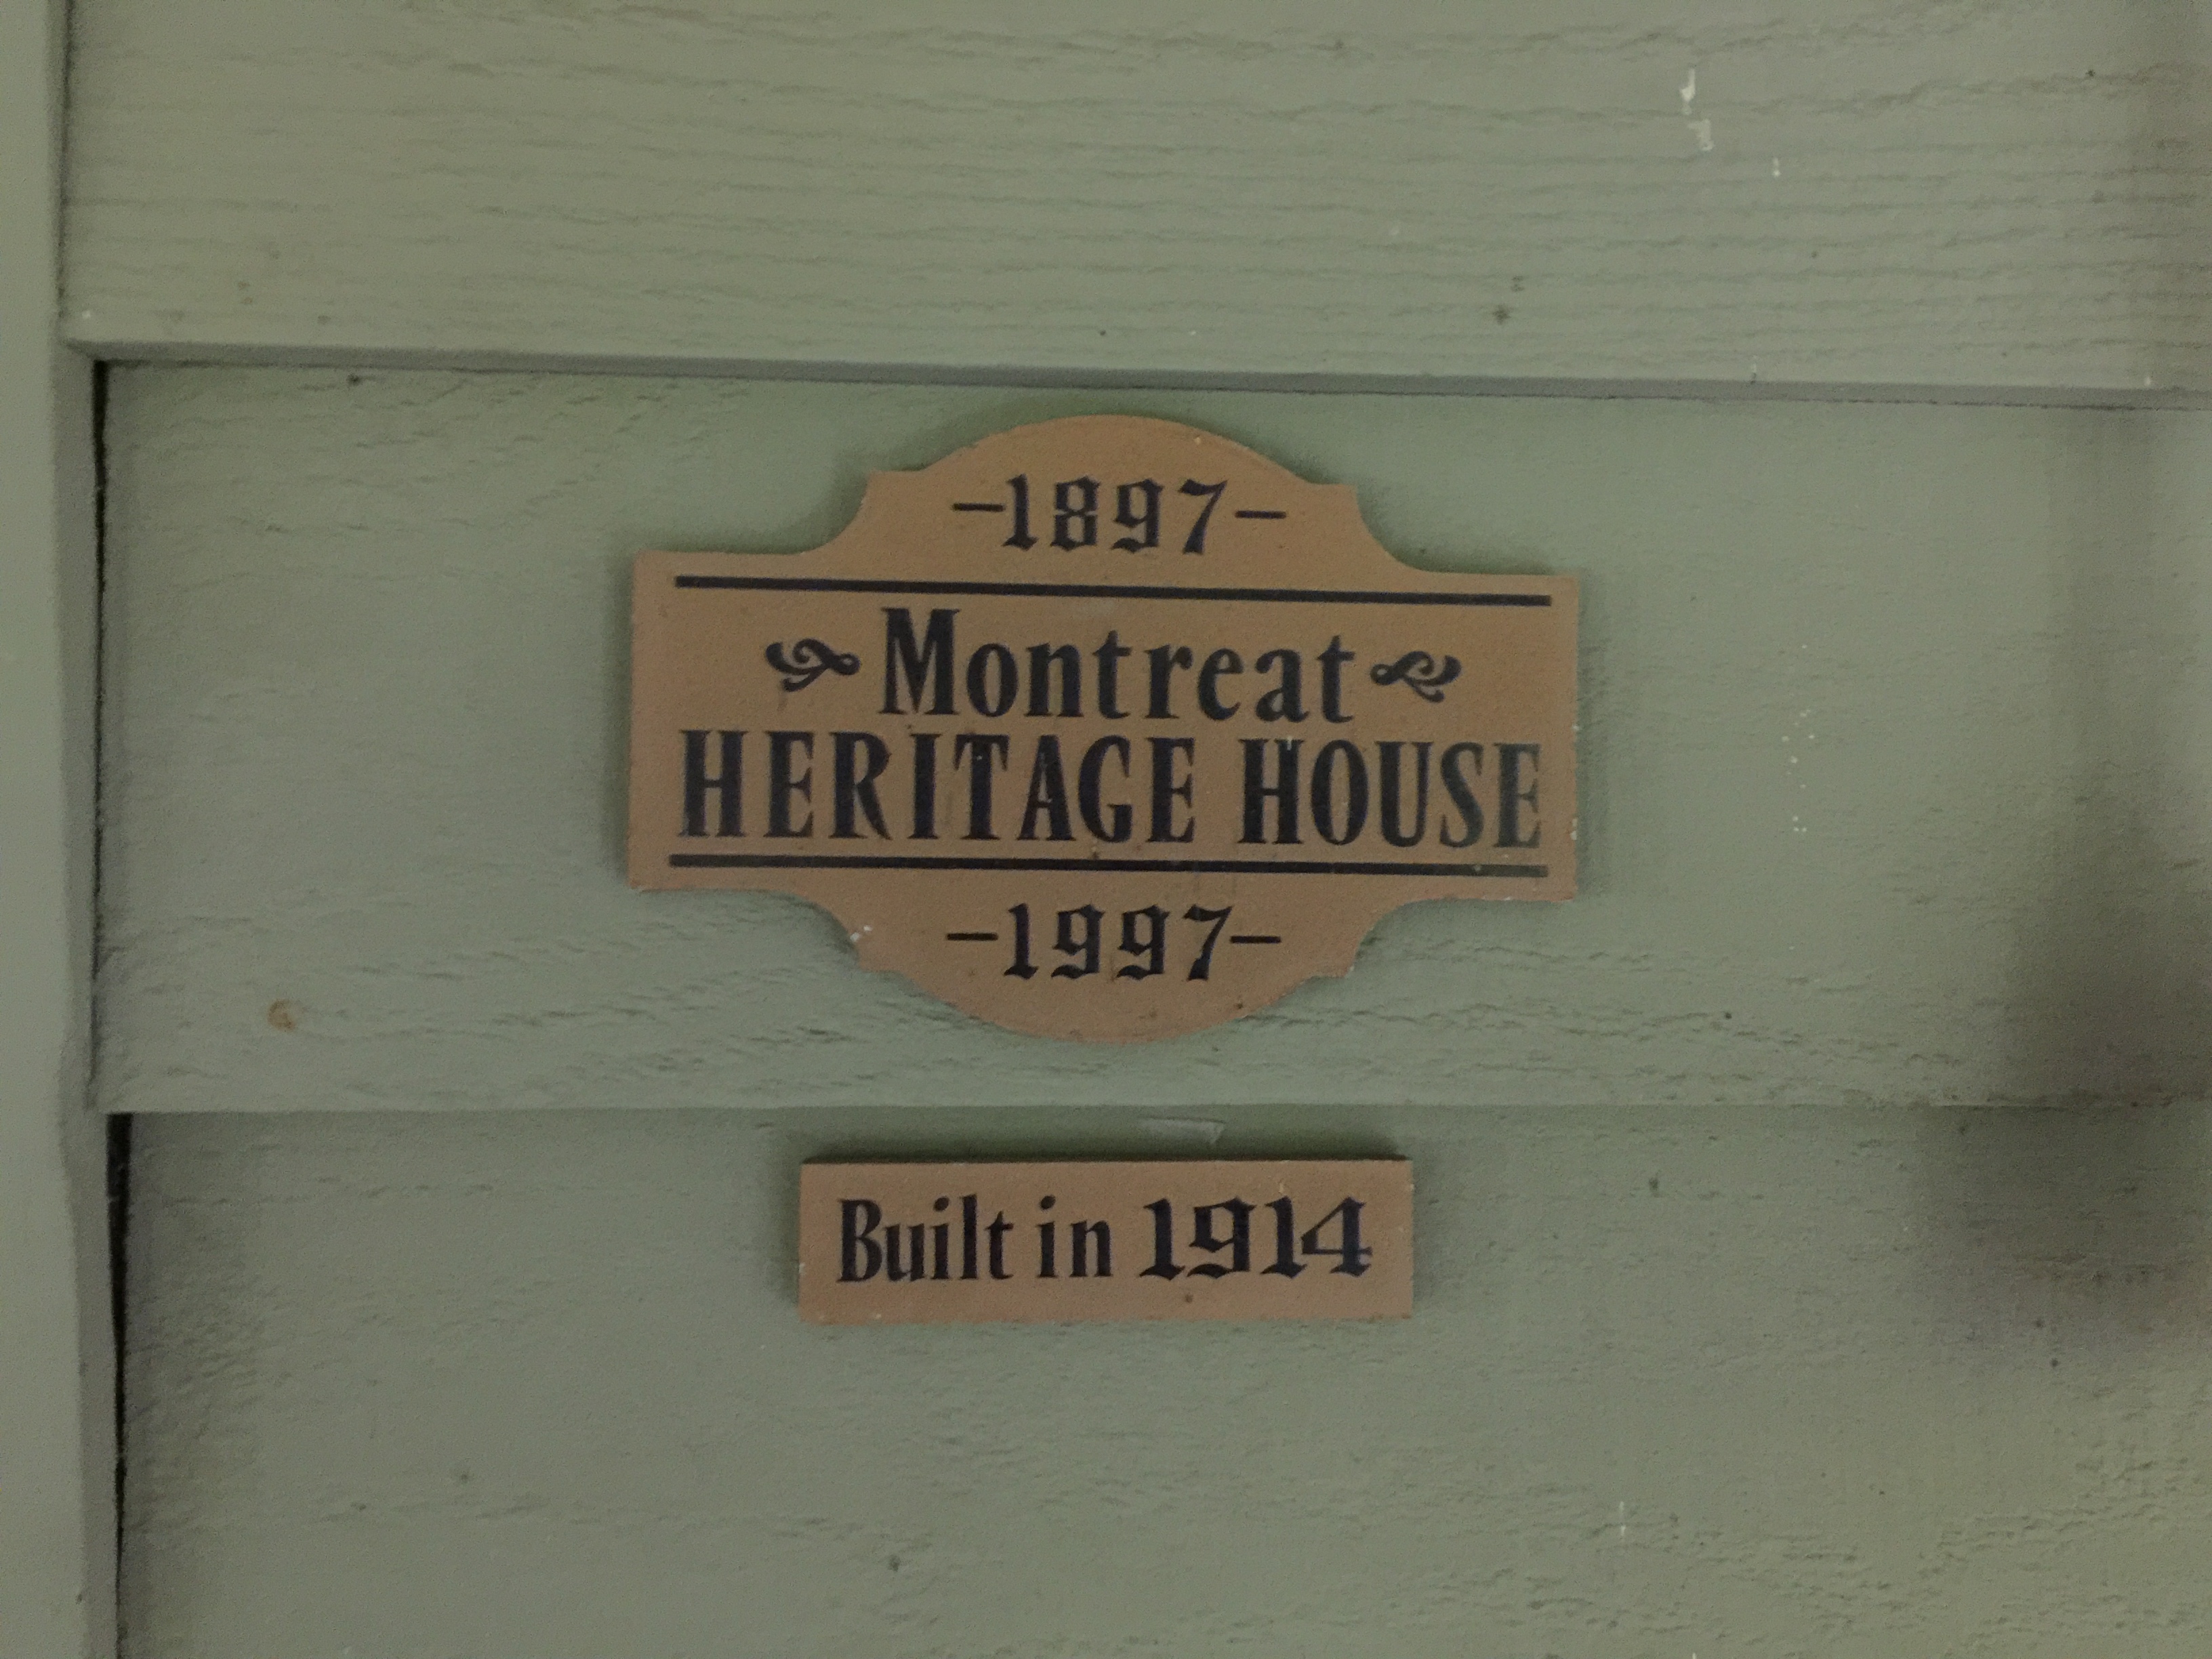 -1897-
Montreat
HERITAGE HOUSE
-1997-
Built in 1914